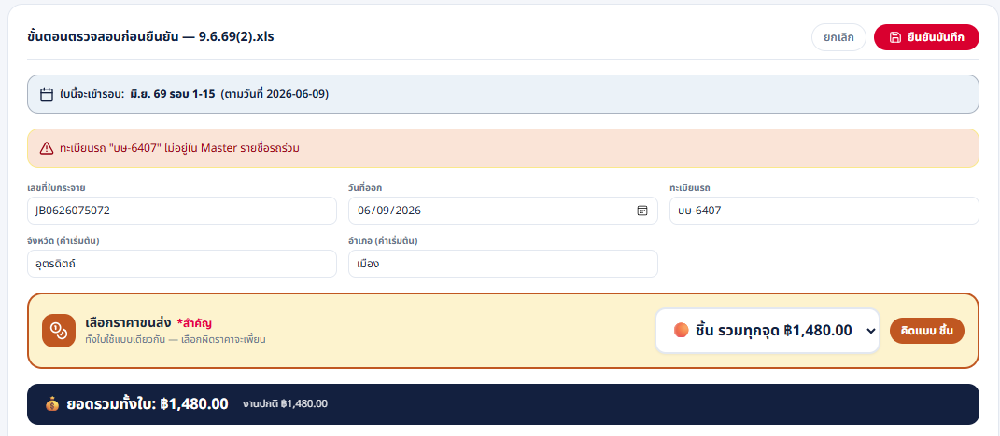 ขั้นตอนตรวจสอบก่อนยืนยัน — 9.6.69(2).xls
ยกเลิก
ยืนยันบันทึก
ใบนี้จะเข้ารอบ: มิ.ย. 69 รอบ 1-15 (ตามวันที่ 2026-06-09)
ทะเบียนรถ "บษ-6407" ไม่อยู่ใน Master รายชื่อรถร่วม
เลขที่ใบกระจาย
วันที่ออก
ทะเบียนรถ
JB0626075072
06/09/2026
บษ-6407
จังหวัด (ค่าเริ่มต้น)
อำเภอ (ค่าเริ่มต้น)
อุตรดิตถ์
เมือง
เลือกราคาขนส่ง *สำคัญ
ทั้งใบใช้แบบเดียวกัน — เลือกผิดราคาจะเพี้ยน
ชิ้น รวมทุกจุด ฿1,480.00
คิดแบบ ชิ้น
ยอดรวมทั้งใบ: ฿1,480.00 งานปกติ ฿1,480.00